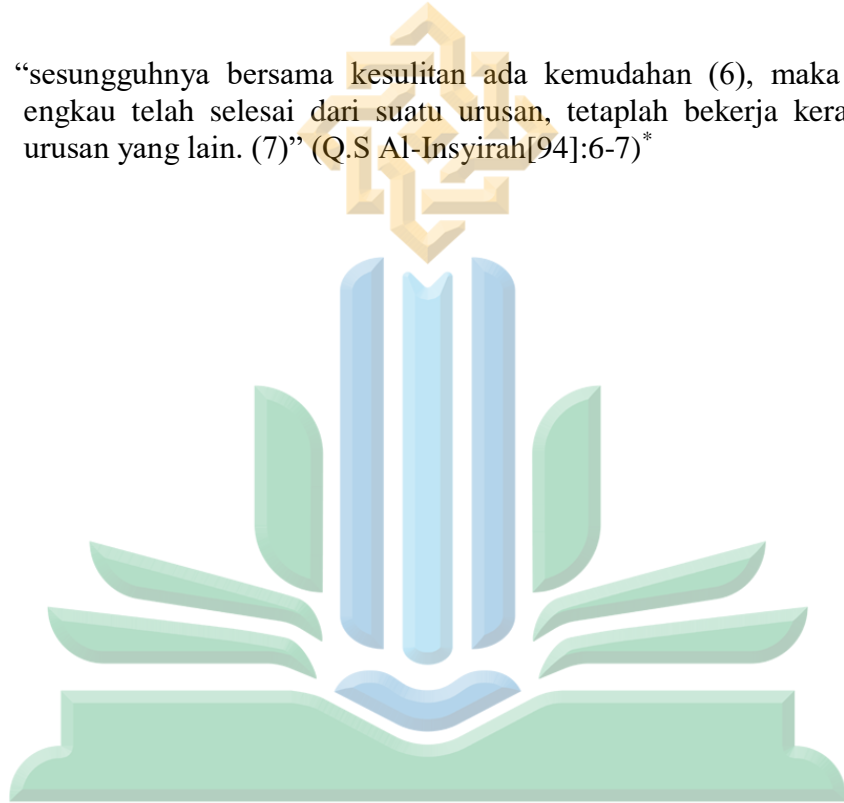 “sesungguhnya bersama kesulitan ada kemudahan (6), maka
engkau telah selesai dari suatu urusan, tetaplah bekerja
urusan yang lain. (7)” (Q.S Al-Insyirah[94]:6-7)*